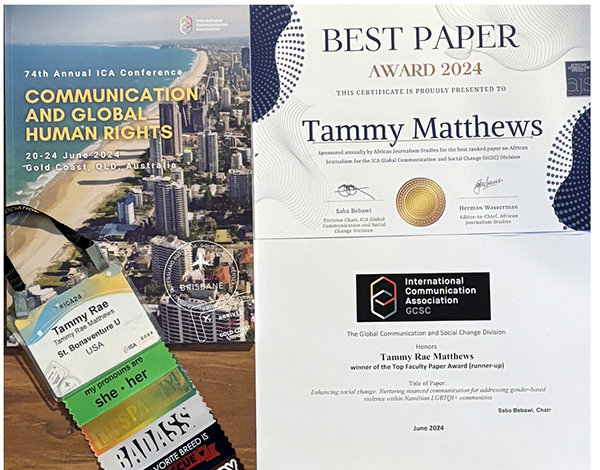 International
Communication
Association
74th Annual ICA Conference
COMMUNICATION
AND GLOBAL
HUMAN RIGHTS
20-24 June 2024
Gold Coast, QLD, Australia
BRISBANE
#ICA24
Tammy Rae
Tammy Rae Matthews
St. Bonaventure U
USA
ICA 2024
my pronouns are
she • her
BADASS
FAVORITE BREED IS
BEST PAPER
AWARD 2024
THIS CERTIFICATE IS PROUDLY PRESENTED TO
Tammy Matthews
Sponsored annually by African Journalism Studies for the best ranked paper on African
Journalism for the ICA Global Communication and Social Change (GCSC) Division
Saba Bebawi
Division Chair, ICA Global
Communication and Social
Change Division
Herman Wasserman
Editor-in-Chief, African
Journalism Studies
ajs
International
Communication
Association
GCSC
The Global Communication and Social Change Division
Honors
Tammy Rae Matthews
winner of the Top Faculty Paper Award (runner-up)
Title of Paper:
Enhancing social change: Nurturing nuanced communication for addressing gender-based
violence within Namibian LGBTQI+ communities
Saba Bebawi, Chair
June 2024